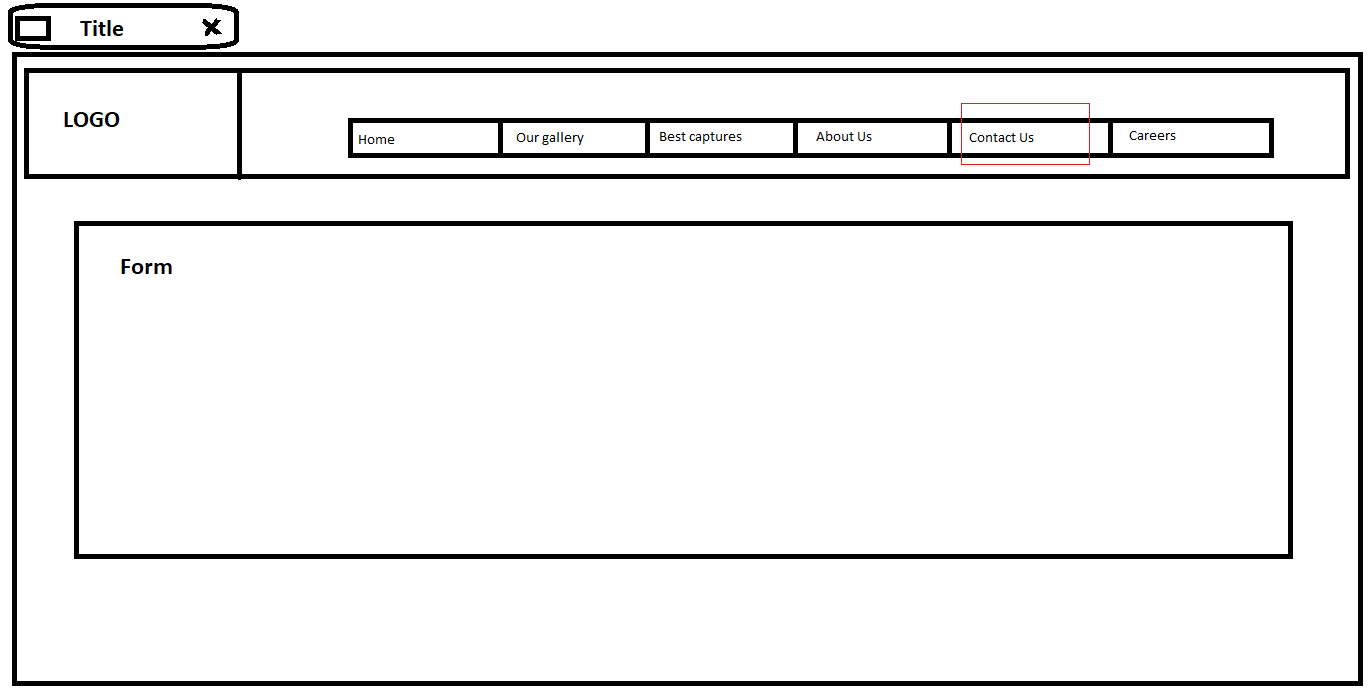 Title
LOGO
Home
Our gallery
Best captures
About Us
Contact Us
Careers
Form